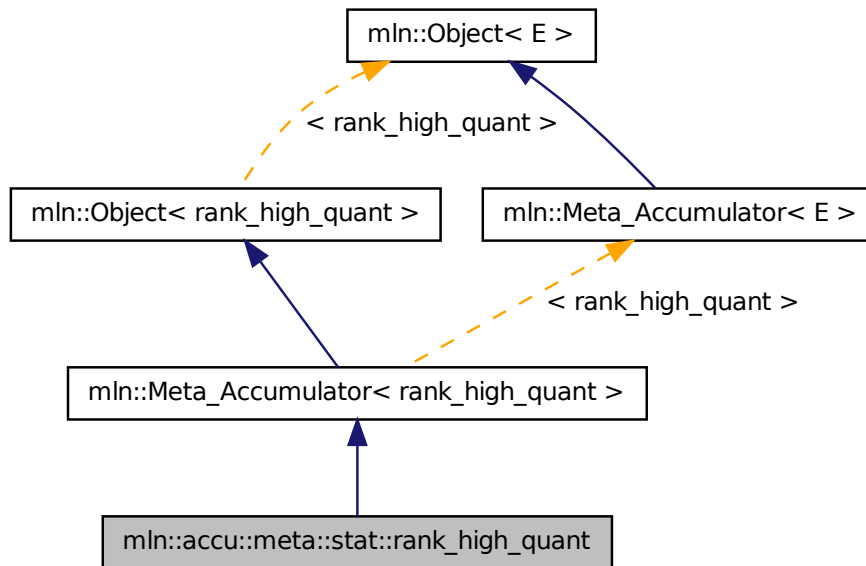 mln::Object< E >
< rank_high_quant >
mln::Object< rank_high_quant >
mln::Meta_Accumulator< E >
< rank_high_quant >
mln::Meta_Accumulator< rank_high_quant >
mln::accu::meta::stat::rank_high_quant